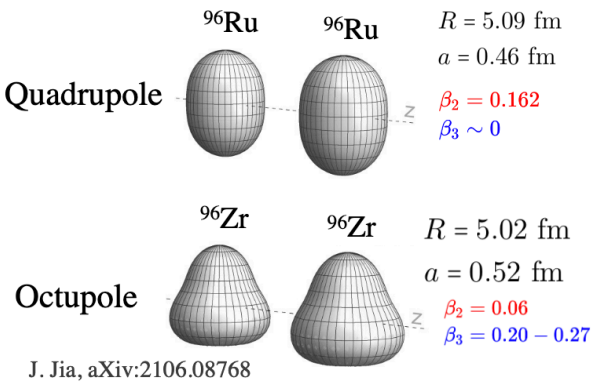 ⁹⁶Ru ⁹⁶Ru
R = 5.09 fm
a = 0.46 fm
Quadrupole
z
β₂ = 0.162
β₃ ∼ 0
⁹⁶Zr ⁹⁶Zr
R = 5.02 fm
a = 0.52 fm
Octupole
z
β₂ = 0.06
β₃ = 0.20 − 0.27
J. Jia, aXiv:2106.08768